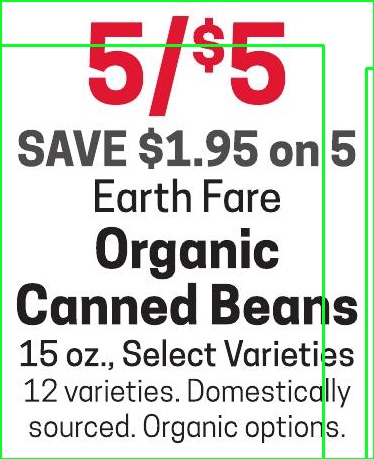 5/$5
SAVE $1.95 on 5
Earth Fare
Organic
Canned Beans
15 oz., Select Varieties
12 varieties. Domestically
sourced. Organic options.